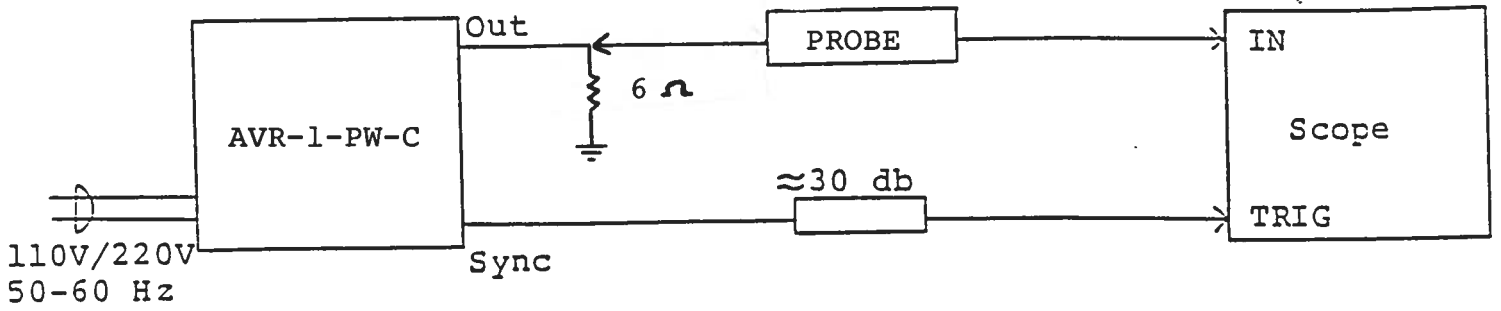 Out
PROBE
IN
6 Ω
AVR-1-PW-C
Scope
≈30 db
TRIG
110V/220V
50-60 Hz
Sync